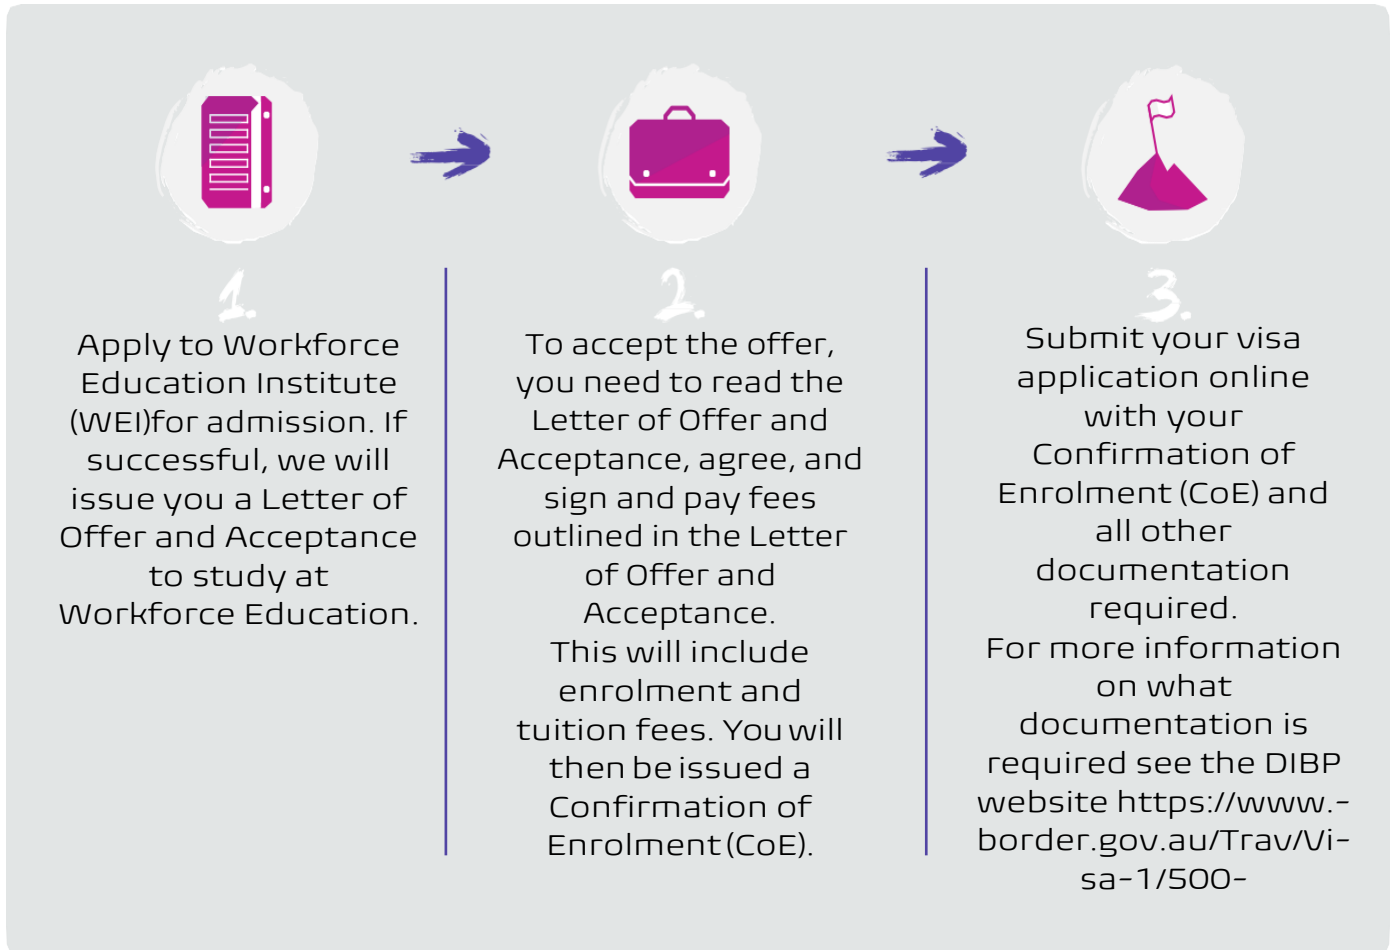 1.
Apply to Workforce
Education Institute
(WEI)for admission. If
successful, we will
issue you a Letter of
Offer and Acceptance
to study at
Workforce Education.
2.
To accept the offer,
you need to read the
Letter of Offer and
Acceptance, agree, and
sign and pay fees
outlined in the Letter
of Offer and
Acceptance.
This will include
enrolment and
tuition fees. You will
then be issued a
Confirmation of
Enrolment (CoE).
3.
Submit your visa
application online
with your
Confirmation of
Enrolment (CoE) and
all other
documentation
required.
For more information
on what
documentation is
required see the DIBP
website https://www.-
border.gov.au/Trav/Vi-
sa-1/500-